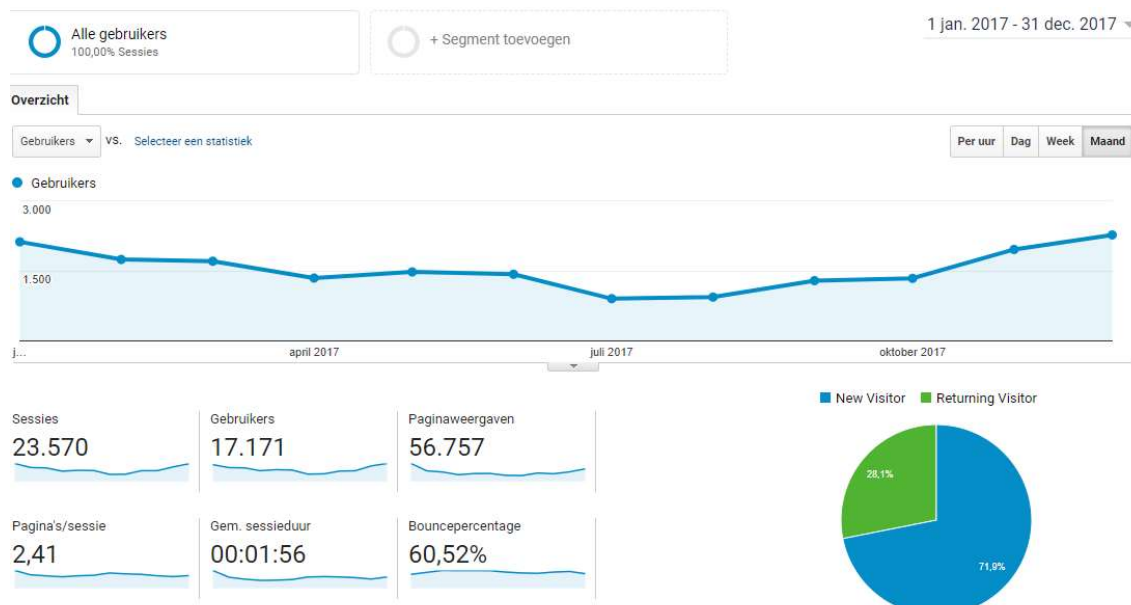 Alle gebruikers
100,00% Sessies
+ Segment toevoegen
1 jan. 2017 - 31 dec. 2017
Overzicht
Gebruikers vs. Selecteer een statistiek
Per uur Dag Week Maand
Gebruikers
3.000
1.500
j... april 2017 juli 2017 oktober 2017
New Visitor Returning Visitor
Sessies Gebruikers Paginaweergaven
23.570 17.171 56.757
28,1%
Pagina's/sessie Gem. sessieduur Bouncepercentage
2,41 00:01:56 60,52%
71,9%